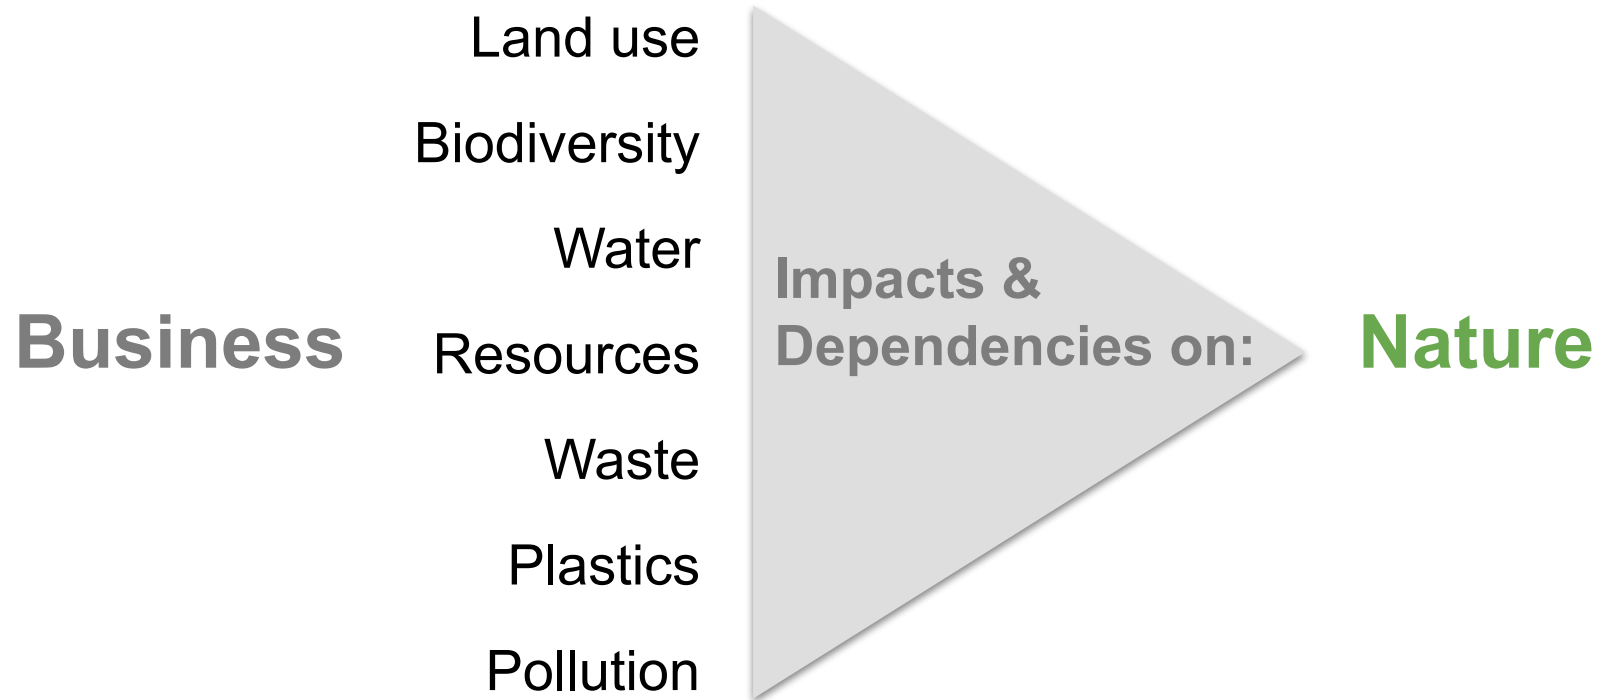 Business
Land use
Biodiversity
Water
Resources
Waste
Plastics
Pollution
Impacts &
Dependencies on:
Nature